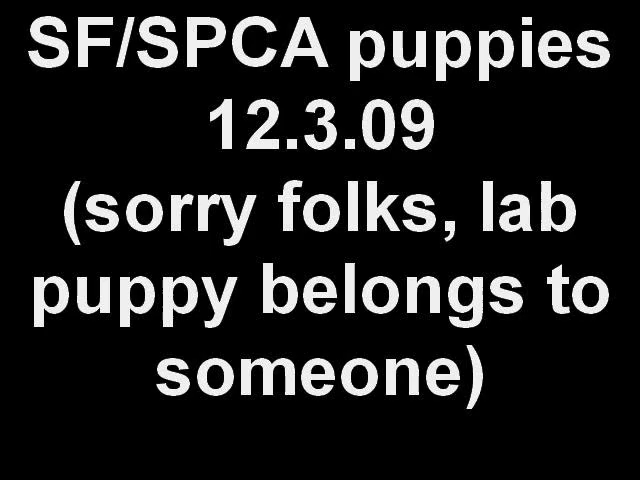 SF/SPCA puppies
12.3.09
(sorry folks, lab
puppy belongs to
someone)